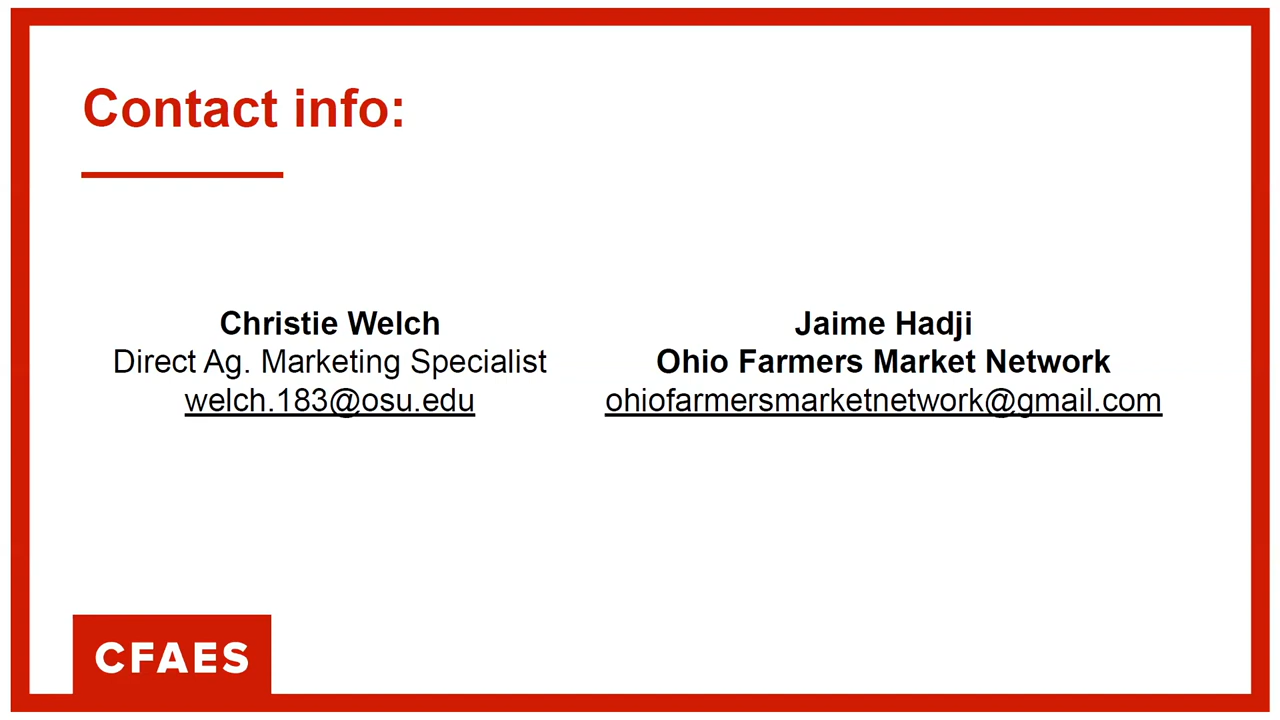 Contact info:
Christie Welch
Direct Ag. Marketing Specialist
welch.183@osu.edu
Jaime Hadji
Ohio Farmers Market Network
ohiofarmersmarketnetwork@gmail.com
CFAES